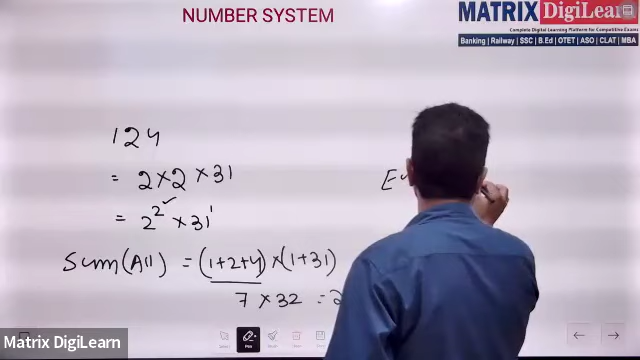 NUMBER SYSTEM
MATRIX DigiLearn
Complete Digital Learning Platform for Competitive Exams
Banking | Railway | SSC | B.Ed | OTET | ASO | CLAT | MBA
124
= 2×2×31
= 2² × 31¹
Sum(All) = (1+2+4)×(1+31)
7 × 32 = 2
Matrix DigiLearn